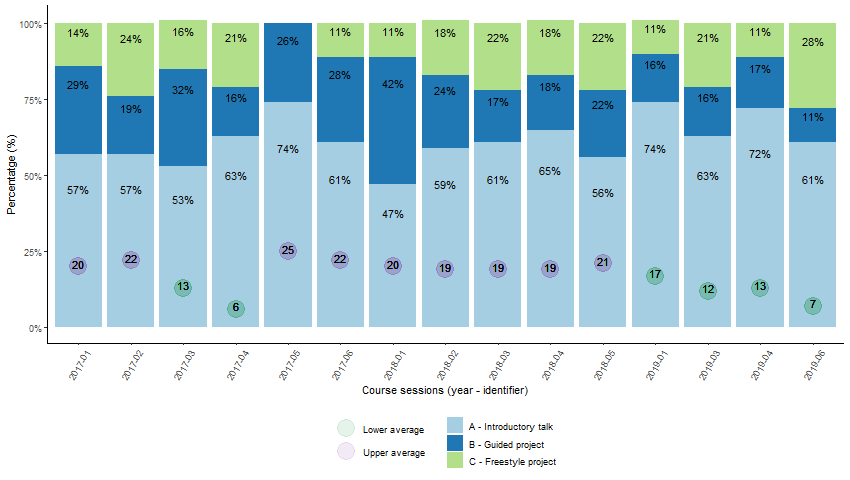 100%
75%
50%
25%
0%
Percentatge (%)
14% 24% 16% 21% 26% 11% 11% 18% 22% 18% 22% 11% 21% 11% 28%
29% 19% 32% 16% 74% 28% 42% 24% 17% 18% 22% 16% 16% 17% 11%
57% 57% 53% 63% 61% 47% 59% 61% 65% 56% 74% 63% 72% 61%
20 22 13 6 25 22 20 19 19 19 21 17 12 13 7
2017.01 2017.02 2017.03 2017.04 2017.05 2017.06 2018.01 2018.02 2018.03 2018.04 2018.05 2019.01 2019.03 2019.04 2019.06
Course sessions (year - identifier)
Lower average
Upper average
A - Introductory talk
B - Guided project
C - Freestyle project